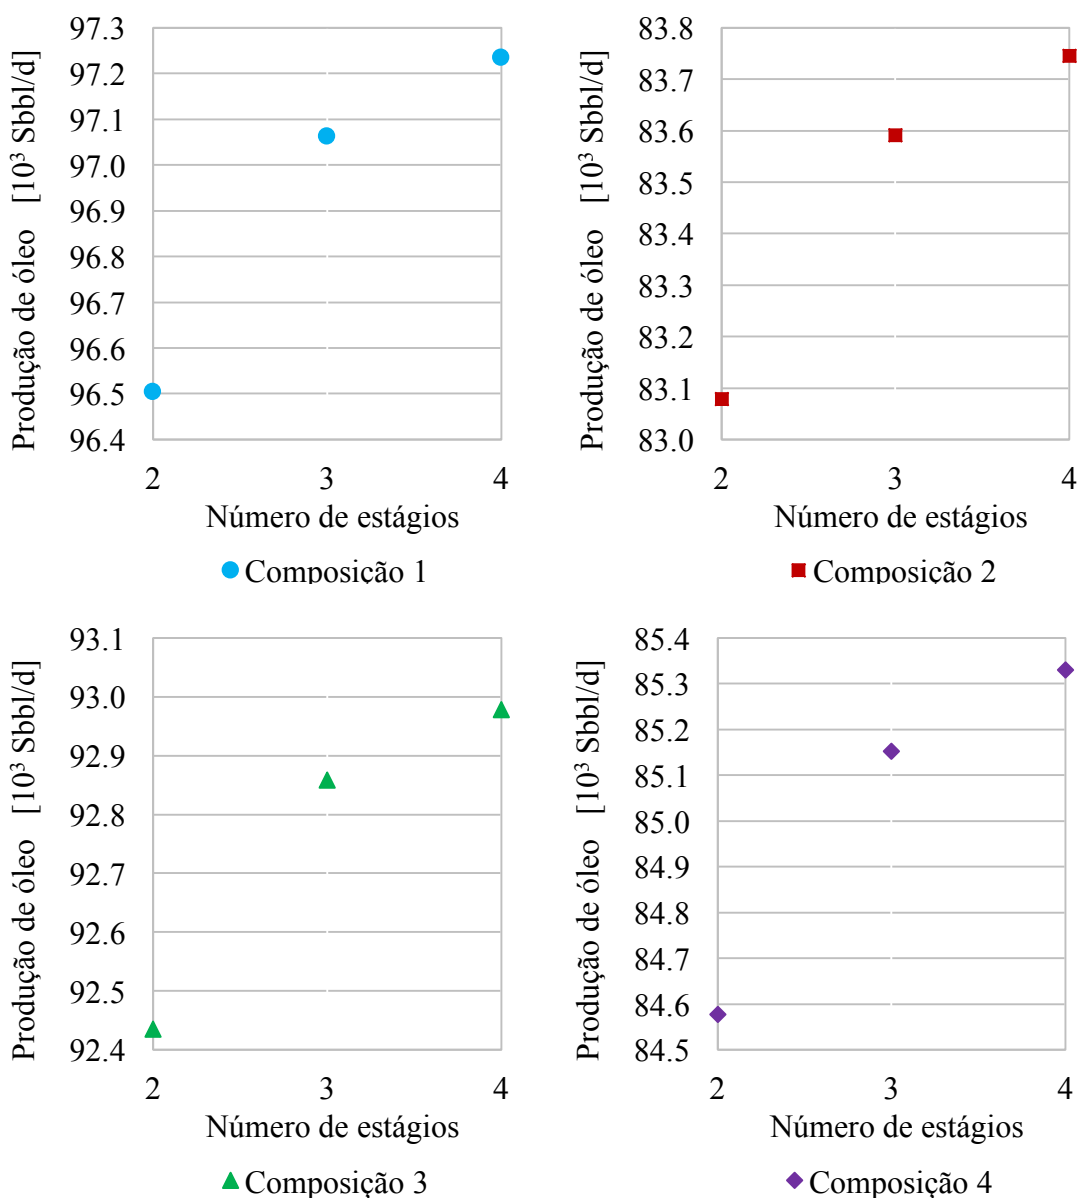 Produção de óleo [10³ Sbbl/d]
97.3
97.2
97.1
97.0
96.9
96.8
96.7
96.6
96.5
96.4
2 3 4
Número de estágios
Composição 1
Produção de óleo [10³ Sbbl/d]
83.8
83.7
83.6
83.5
83.4
83.3
83.2
83.1
83.0
2 3 4
Número de estágios
Composição 2
Produção de óleo [10³ Sbbl/d]
93.1
93.0
92.9
92.8
92.7
92.6
92.5
92.4
2 3 4
Número de estágios
Composição 3
Produção de óleo [10³ Sbbl/d]
85.4
85.3
85.2
85.1
85.0
84.9
84.8
84.7
84.6
84.5
2 3 4
Número de estágios
Composição 4